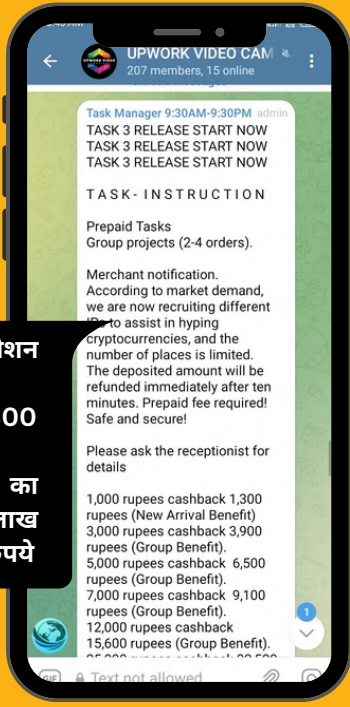 UPWORK VIDEO CAM
207 members, 15 online
Task Manager 9:30AM-9:30PM admin
TASK 3 RELEASE START NOW
TASK 3 RELEASE START NOW
TASK 3 RELEASE START NOW
TASK- INSTRUCTION
Prepaid Tasks
Group projects (2-4 orders).
Merchant notification.
According to market demand,
we are now recruiting different
to assist in hyping
cryptocurrencies, and the
number of places is limited.
The deposited amount will be
refunded immediately after ten
minutes. Prepaid fee required!
Safe and secure!
Please ask the receptionist for
details
1,000 rupees cashback 1,300
rupees (New Arrival Benefit)
3,000 rupees cashback 3,900
rupees (Group Benefit).
5,000 rupees cashback 6,500
rupees (Group Benefit).
7,000 rupees cashback 9,100
rupees (Group Benefit).
12,000 rupees cashback
15,600 rupees (Group Benefit).
1
GIF
Text not allowed
का